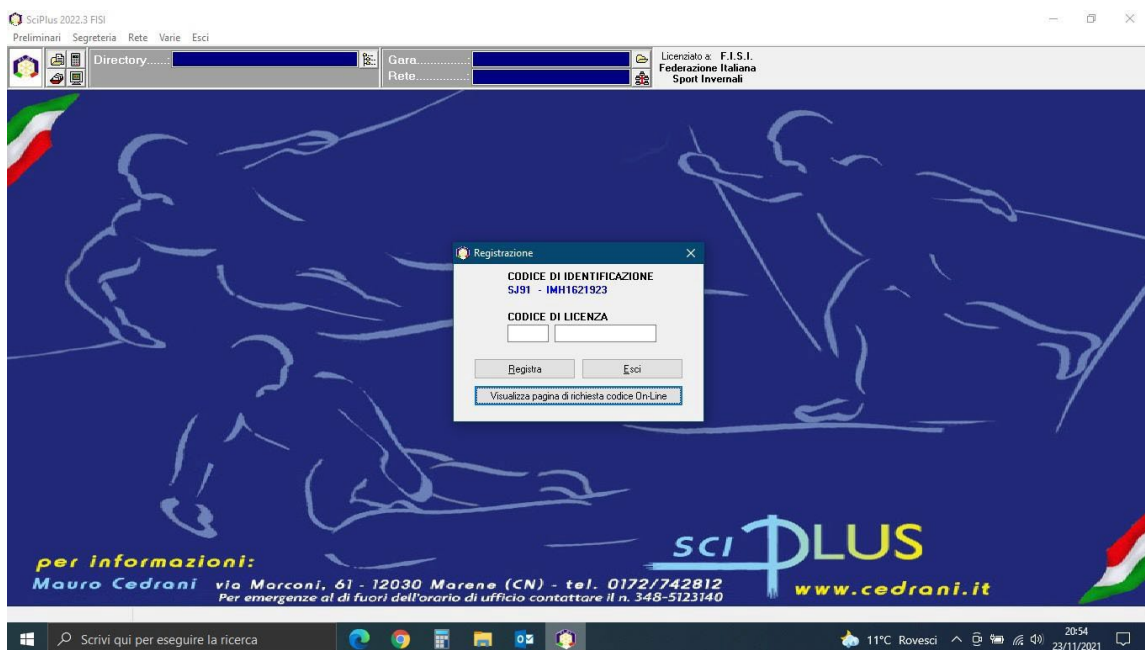 SciPlus 2022.3 FISI
Preliminari Segreteria Rete Varie Esci
Directory......:
Gara.............:
Rete.............:
Licenziato a: F.I.S.I.
Federazione Italiana
Sport Invernali
Registrazione
CODICE DI IDENTIFICAZIONE
SJ91 - IMH1621923
CODICE DI LICENZA
Registra Esci
Visualizza pagina di richiesta codice On-Line
sci PLUS
per informazioni:
Mauro Cedrani via Marconi, 61 - 12030 Marene (CN) - tel. 0172/742812
Per emergenze al di fuori dell'orario di ufficio contattare il n. 348-5123140
www.cedrani.it
Scrivi qui per eseguire la ricerca
11°C Rovesci
20:54
23/11/2021